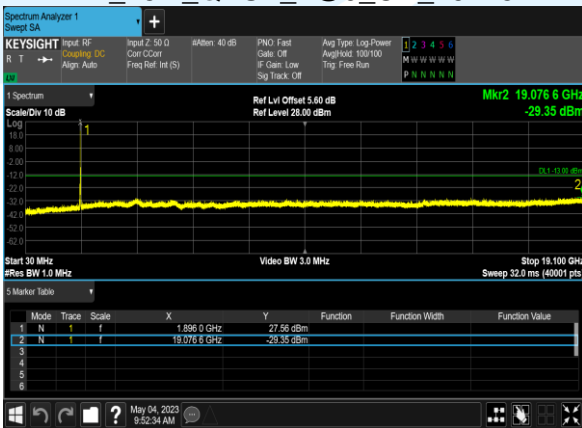 Spectrum Analyzer 1
Swept SA
+
KEYSIGHT Input: RF Input Z: 50 Ω #Atten: 40 dB PNO: Fast Avg Type: Log-Power 1 2 3 4 5 6
R T Coupling: DC Corr CCorr Gate: Off Avg|Hold: 100/100 M W W W W W
Align: Auto Freq Ref: Int (S) IF Gain: Low Trig: Free Run
LW Sig Track: Off P N N N N N
1 Spectrum Ref Lvl Offset 5.60 dB Mkr2 19.076 6 GHz
Scale/Div 10 dB Ref Level 28.00 dBm -29.35 dBm
Log 1
18.0
8.00
-2.00
DL1 -13.00 dBm
-12.0
2
-22.0
-32.0
-42.0
-52.0
-62.0
Start 30 MHz Video BW 3.0 MHz Stop 19.100 GHz
#Res BW 1.0 MHz Sweep 32.0 ms (40001 pts
5 Marker Table
Mode Trace Scale X Y Function Function Width Function Value
1 N 1 f 1.896 0 GHz 27.56 dBm
2 N 1 f 19.076 6 GHz -29.35 dBm
3
4
5
6
? May 04, 2023
9:52:34 AM